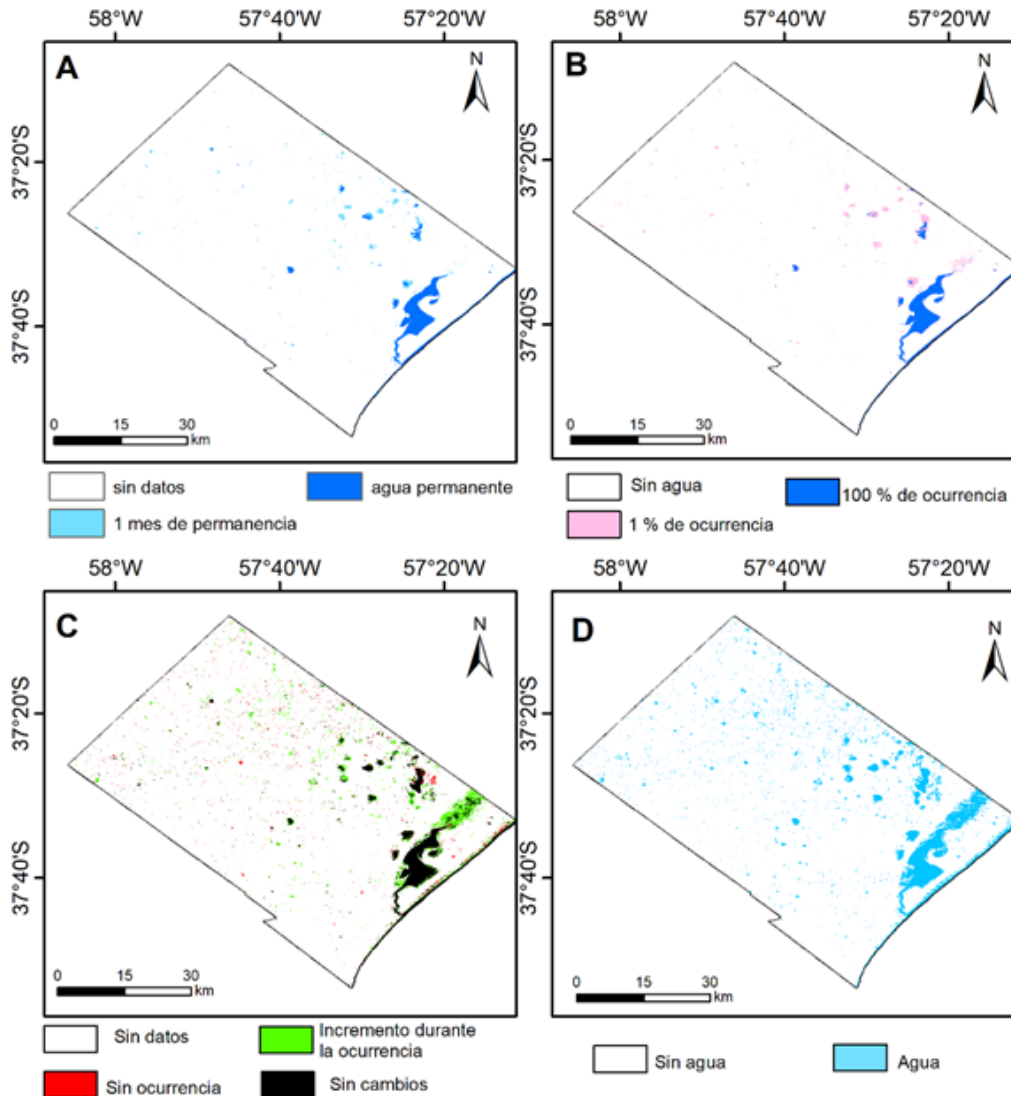 58°W 57°40'W 57°20'W
A
N
37°20'S
37°40'S
0 15 30
km
sin datos
agua permanente
1 mes de permanencia
58°W 57°40'W 57°20'W
B
N
37°20'S
37°40'S
0 15 30
km
Sin agua
100 % de ocurrencia
1 % de ocurrencia
58°W 57°40'W 57°20'W
C
N
37°20'S
37°40'S
0 15 30
km
Sin datos
Incremento durante
la ocurrencia
Sin ocurrencia
Sin cambios
58°W 57°40'W 57°20'W
D
N
37°20'S
37°40'S
0 15 30
km
Sin agua
Agua